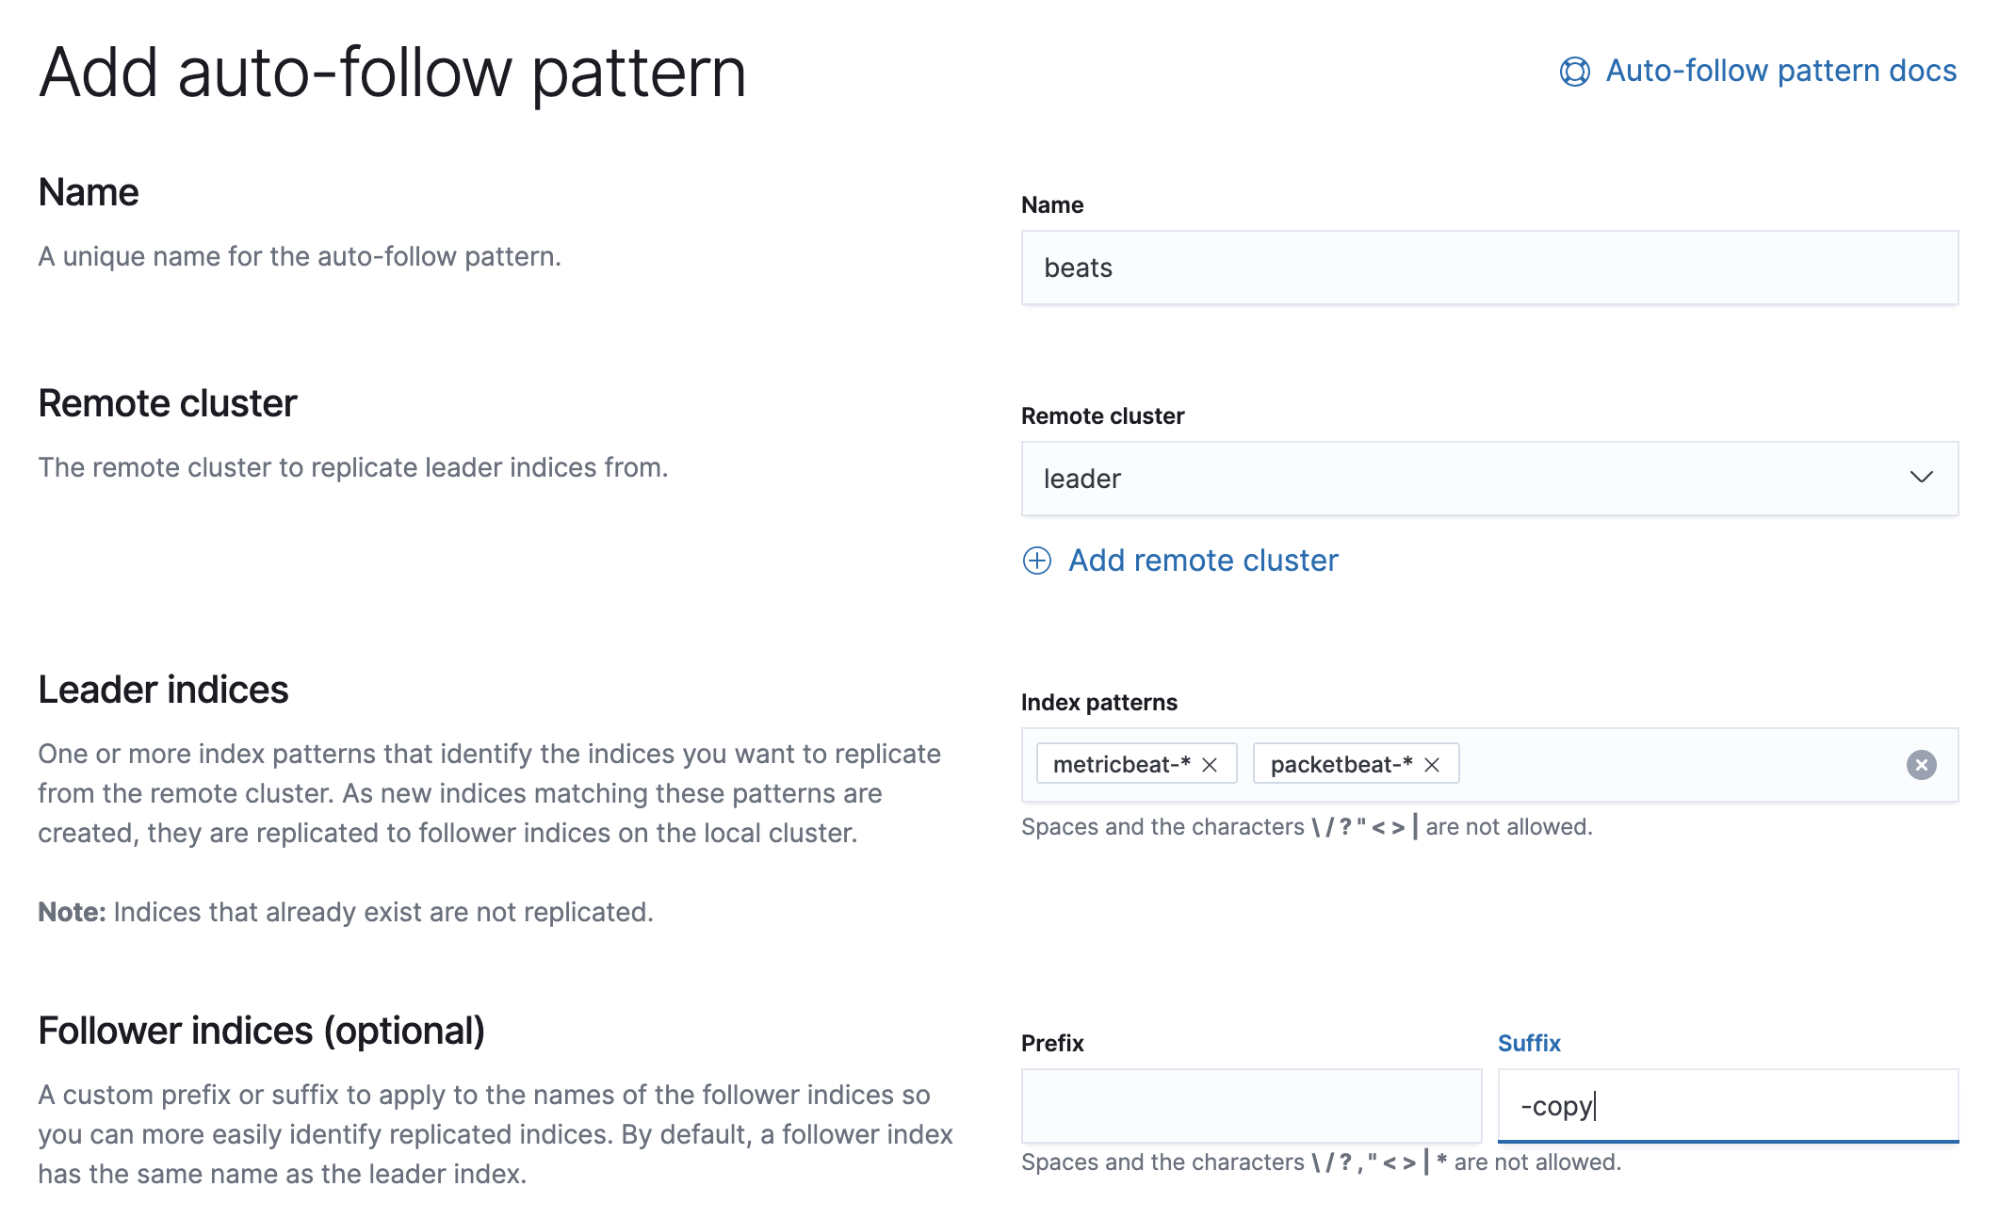 Add auto-follow pattern
Auto-follow pattern docs
Name
A unique name for the auto-follow pattern.
Name
beats
Remote cluster
The remote cluster to replicate leader indices from.
Remote cluster
leader
Add remote cluster
Leader indices
One or more index patterns that identify the indices you want to replicate
from the remote cluster. As new indices matching these patterns are
created, they are replicated to follower indices on the local cluster.
Note: Indices that already exist are not replicated.
Index patterns
metricbeat-* packetbeat-*
Spaces and the characters \ / ? " < > | are not allowed.
Follower indices (optional)
A custom prefix or suffix to apply to the names of the follower indices so
you can more easily identify replicated indices. By default, a follower index
has the same name as the leader index.
Prefix
Suffix
-copy
Spaces and the characters \ / ? , " < > | * are not allowed.